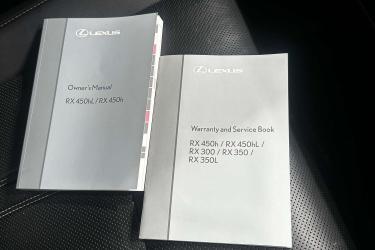 LEXUS
Owner's Manual
RX 450hL / RX 450h
LEXUS
Warranty and Service Book
RX 450h / RX 450hL /
RX 300 / RX 350 /
RX 350L